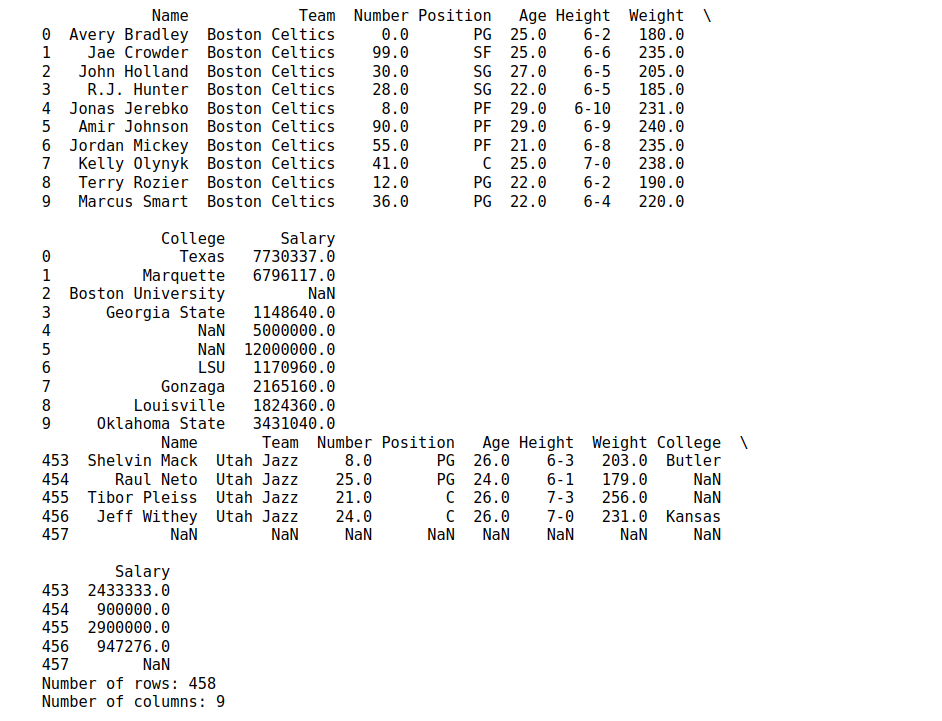 Name            Team  Number Position   Age Height  Weight  \
0  Avery Bradley  Boston Celtics     0.0       PG  25.0    6-2   180.0
1    Jae Crowder  Boston Celtics    99.0       SF  25.0    6-6   235.0
2   John Holland  Boston Celtics    30.0       SG  27.0    6-5   205.0
3    R.J. Hunter  Boston Celtics    28.0       SG  22.0    6-5   185.0
4  Jonas Jerebko  Boston Celtics     8.0       PF  29.0   6-10   231.0
5   Amir Johnson  Boston Celtics    90.0       PF  29.0    6-9   240.0
6  Jordan Mickey  Boston Celtics    55.0       PF  21.0    6-8   235.0
7   Kelly Olynyk  Boston Celtics    41.0        C  25.0    7-0   238.0
8   Terry Rozier  Boston Celtics    12.0       PG  22.0    6-2   190.0
9   Marcus Smart  Boston Celtics    36.0       PG  22.0    6-4   220.0

             College      Salary
0              Texas   7730337.0
1          Marquette   6796117.0
2  Boston University         NaN
3      Georgia State   1148640.0
4                NaN   5000000.0
5                NaN  12000000.0
6                LSU   1170960.0
7            Gonzaga   2165160.0
8         Louisville   1824360.0
9     Oklahoma State   3431040.0
             Name       Team  Number Position   Age Height  Weight College  \
453  Shelvin Mack  Utah Jazz     8.0       PG  26.0    6-3   203.0  Butler
454     Raul Neto  Utah Jazz    25.0       PG  24.0    6-1   179.0     NaN
455  Tibor Pleiss  Utah Jazz    21.0        C  26.0    7-3   256.0     NaN
456   Jeff Withey  Utah Jazz    24.0        C  26.0    7-0   231.0  Kansas
457           NaN        NaN     NaN      NaN   NaN    NaN     NaN     NaN

        Salary
453  2433333.0
454   900000.0
455  2900000.0
456   947276.0
457        NaN
Number of rows: 458
Number of columns: 9